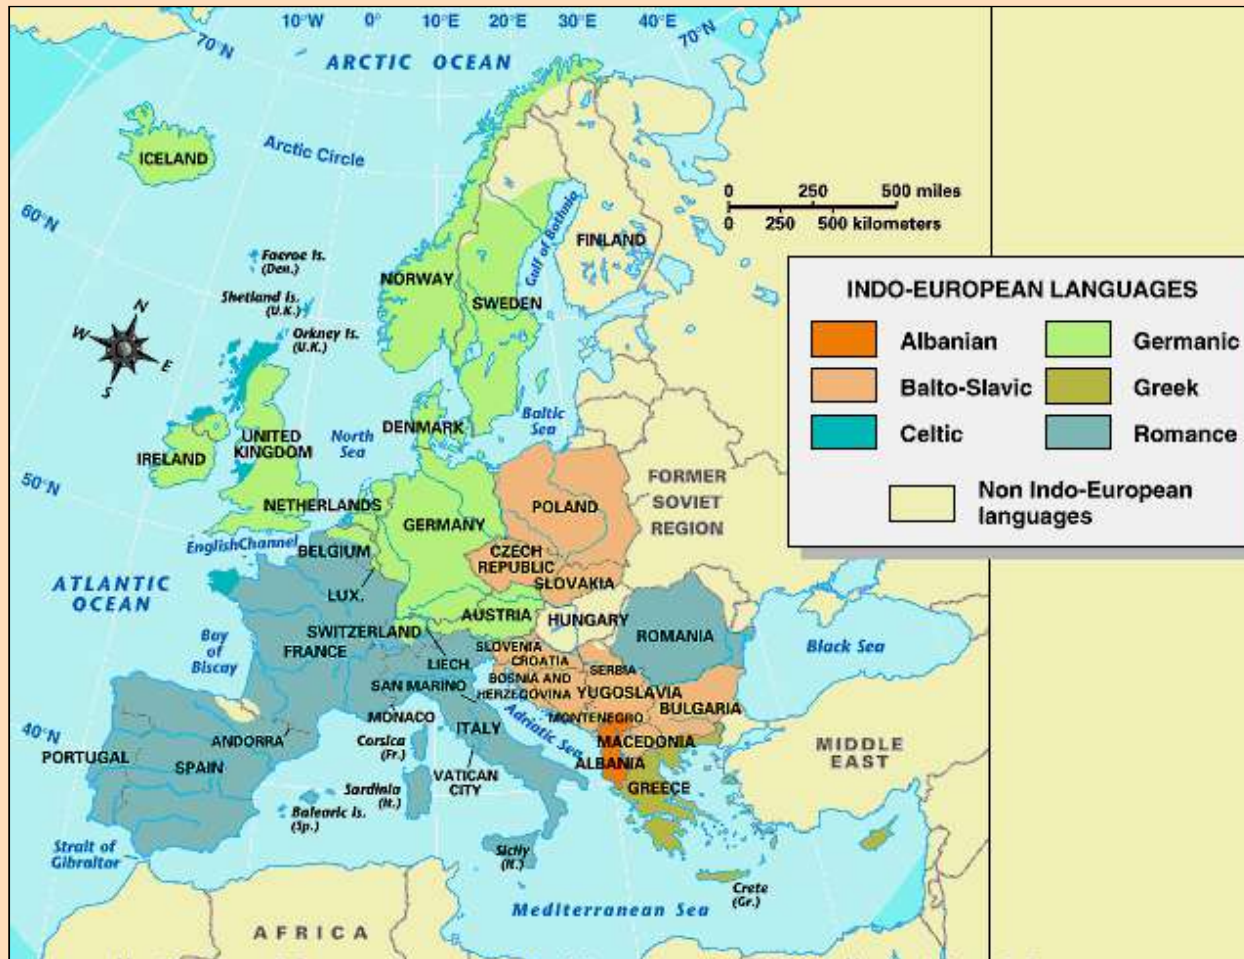 10°W 0° 10°E 20°E 30°E 40°E
70°N
70°N
ARCTIC OCEAN
Arctic Circle
ICELAND
60°N
Faeroe Is.
(Den.)
Shetland is.
(U.K.)
Orkney Is.
(U.K.)
N
W
E
S
NORWAY
SWEDEN
FINLAND
Gulf of Bothnia
0 250 500 miles
0 250 500 kilometers
INDO-EUROPEAN LANGUAGES
Albanian
Germanic
Balto-Slavic
Greek
Celtic
Romance
Non Indo-European
languages
DENMARK
Baltic
Sea
North
Sea
UNITED
KINGDOM
IRELAND
50°N
NETHERLANDS
GERMANY
POLAND
FORMER
SOVIET
REGION
EnglishChannel
BELGIUM
CZECH
REPUBLIC
SLOVAKIA
LUX.
ATLANTIC
OCEAN
AUSTRIA
HUNGARY
SWITZERLAND
FRANCE
LIECH.
ROMANIA
Black Sea
Bay
of
Biscay
SLOVENIA
CROATIA
SERBIA
BOSNIA AND
HERZEGOVINA
YUGOSLAVIA
SAN MARINO
MONACO
BULGARIA
MONTENEGRO
Adriatic Sea
ITALY
40°N
PORTUGAL
SPAIN
ANDORRA
Corsica
(Fr.)
MACEDONIA
ALBANIA
GREECE
MIDDLE
EAST
VATICAN
CITY
Sardinia
(It.)
Balearic is.
(Sp.)
Strait of
Gibraltar
Sicily
(It.)
Crete
(Gr.)
Mediterranean Sea
AFRICA